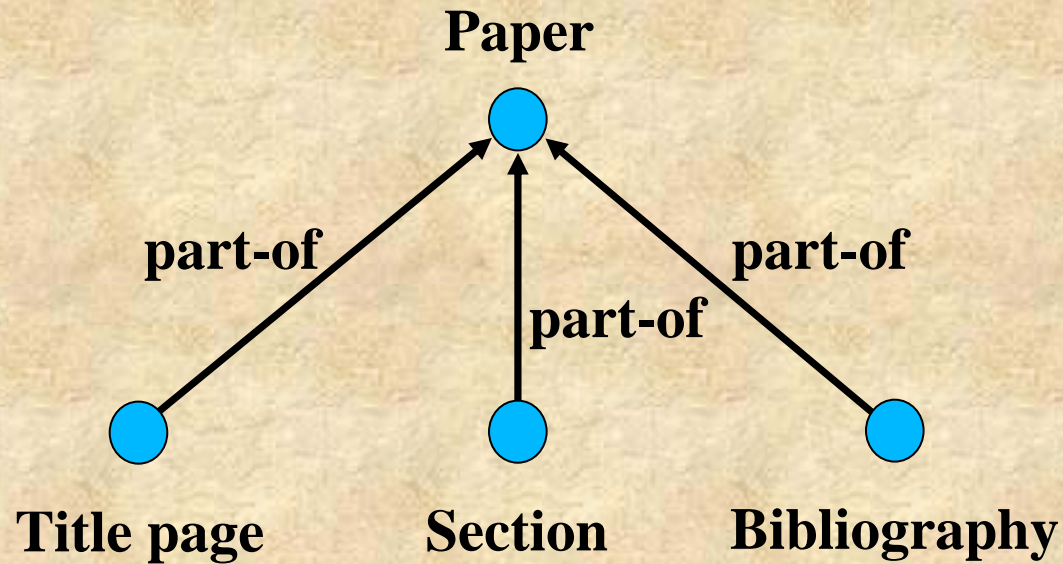 Paper
part-of
part-of
part-of
Title page
Section
Bibliography